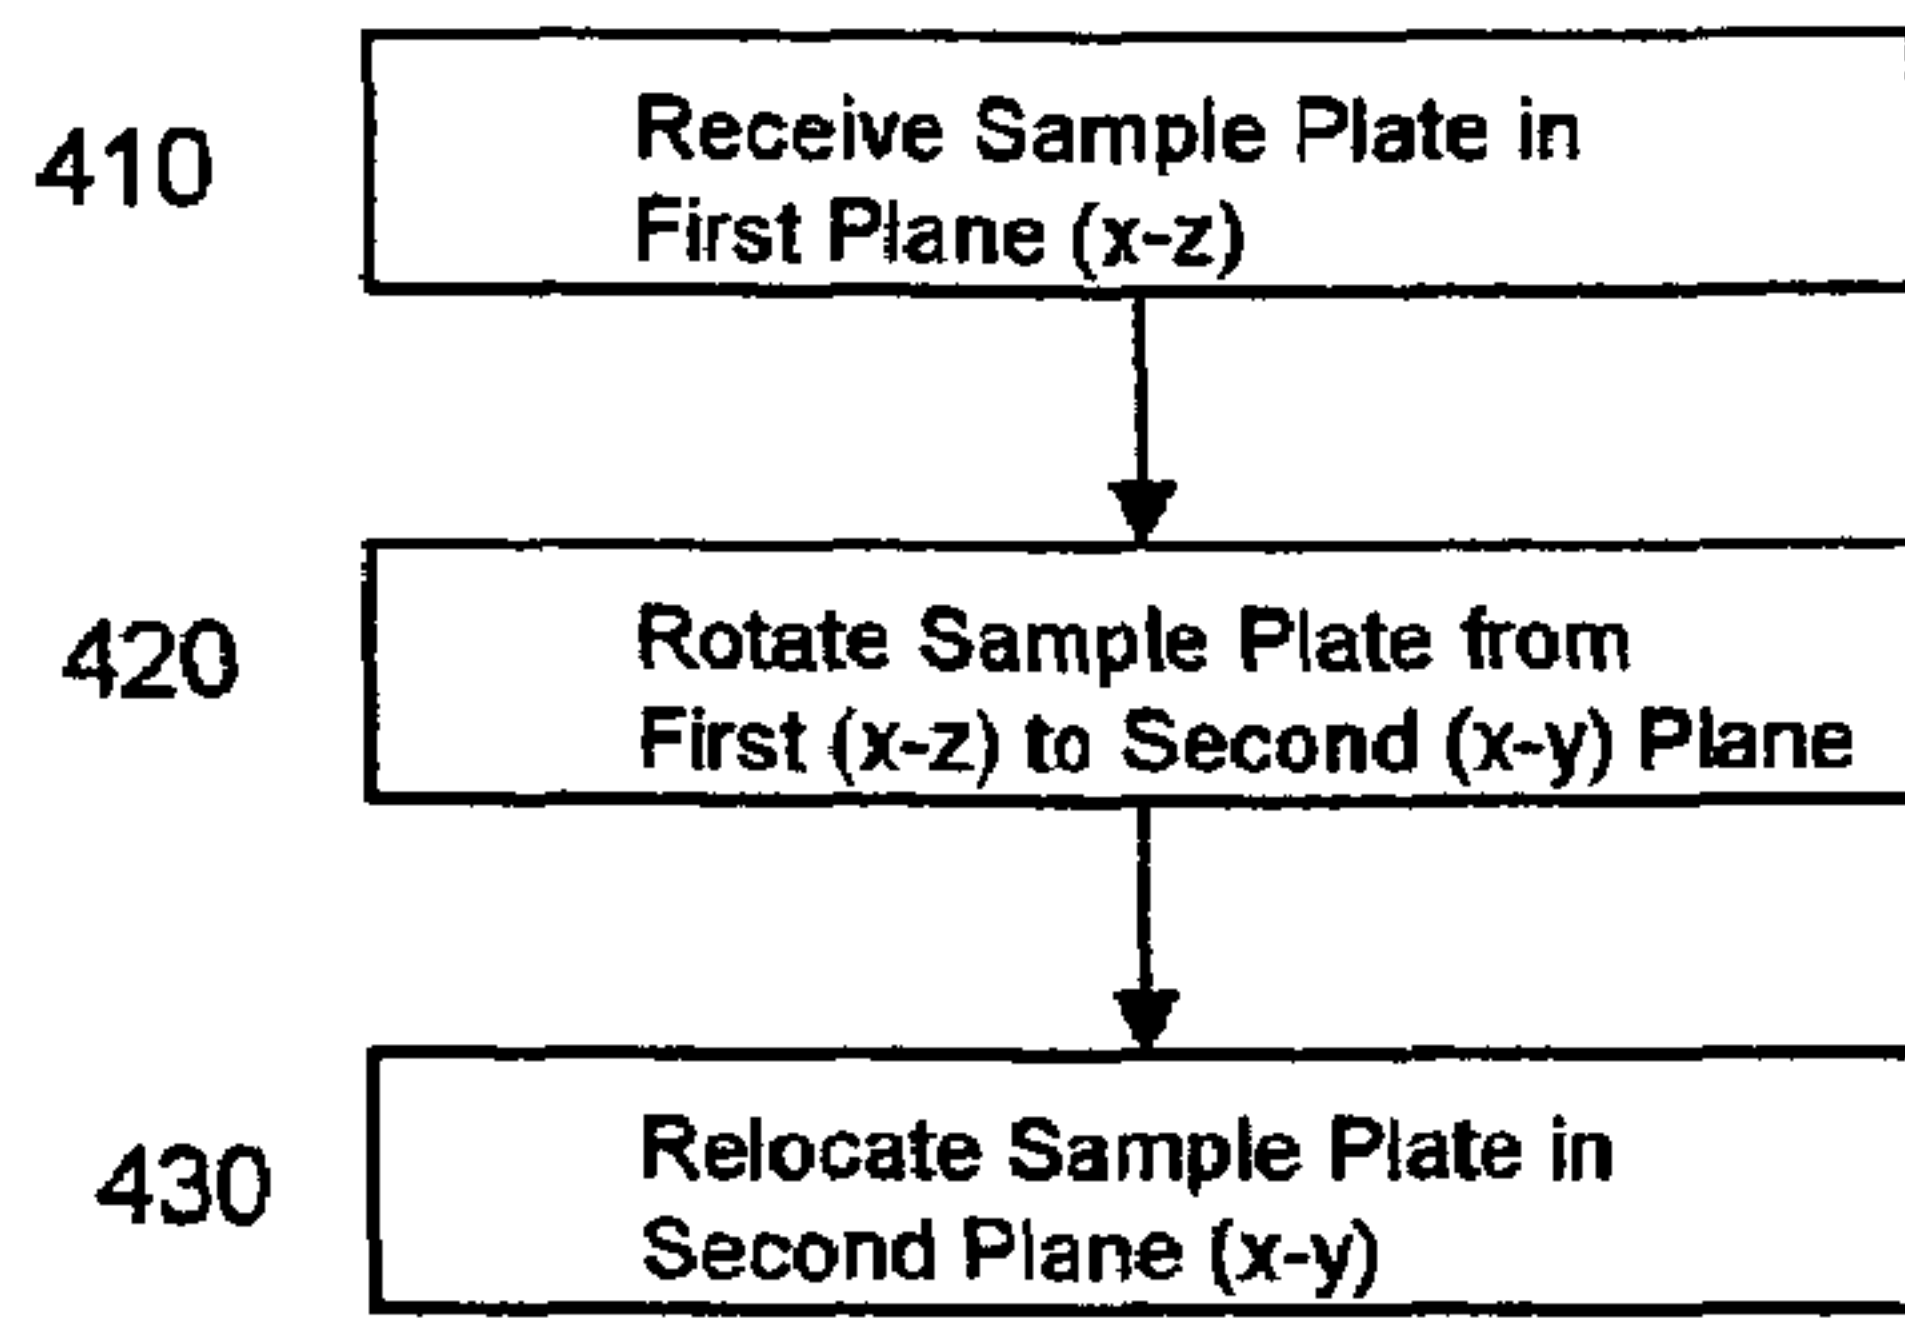 410
Receive Sample Plate in
First Plane (x-z)
420
Rotate Sample Plate from
First (x-z) to Second (x-y) Plane
430
Relocate Sample Plate in
Second Plane (x-y)